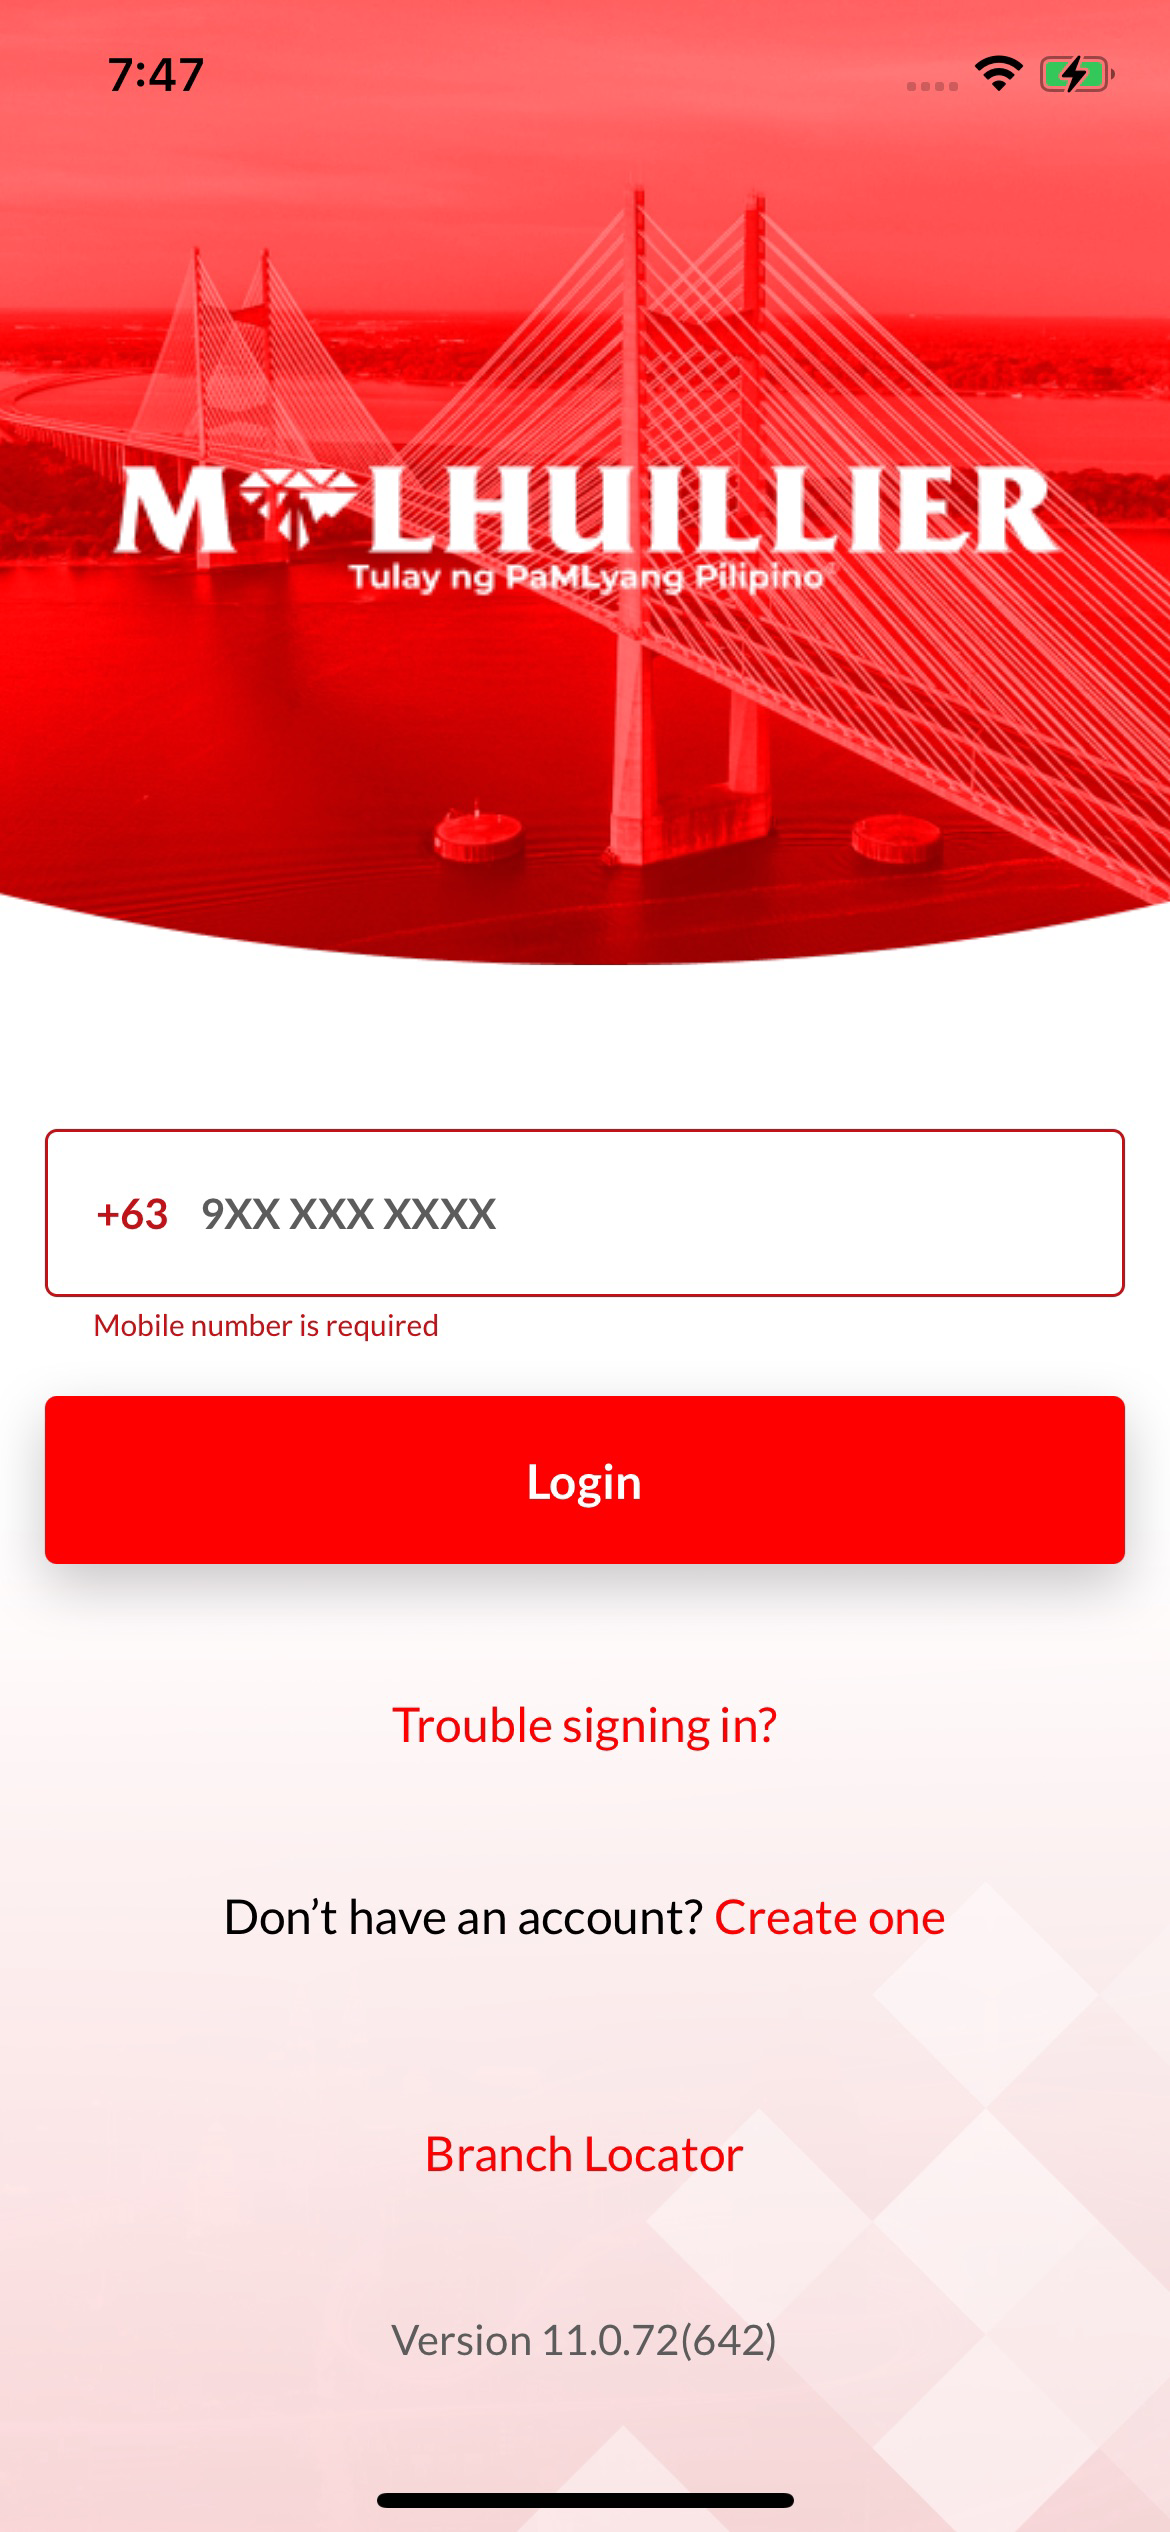 7:47
M LHUILLIER
Tulay ng PaMLyang Pilipino
+63 9XX XXX XXXX
Mobile number is required
Login
Trouble signing in?
Don’t have an account? Create one
Branch Locator
Version 11.0.72(642)